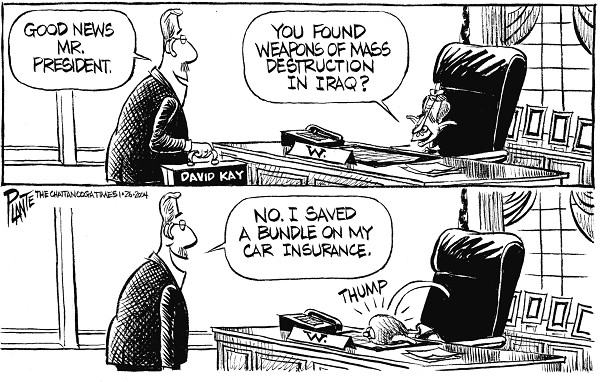 GOOD NEWS
MR.
PRESIDENT.
YOU FOUND
WEAPONS OF MASS
DESTRUCTION
IN IRAQ?
W.
DAVID KAY
PLANTE THE CHATTANOOGA TIMES 1•26•2004
NO. I SAVED
A BUNDLE ON MY
CAR INSURANCE.
THUMP
W.